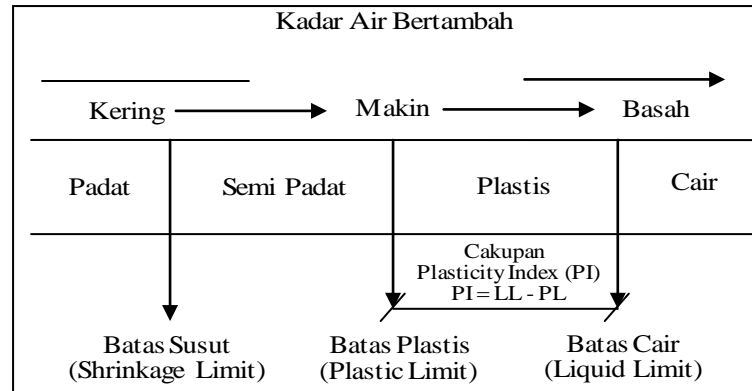 Kadar Air Bertambah
Kering Makin Basah
Padat Semi Padat Plastis Cair
Cakupan
Plasticity Index (PI)
PI = LL - PL
Batas Susut Batas Plastis Batas Cair
(Shrinkage Limit) (Plastic Limit) (Liquid Limit)